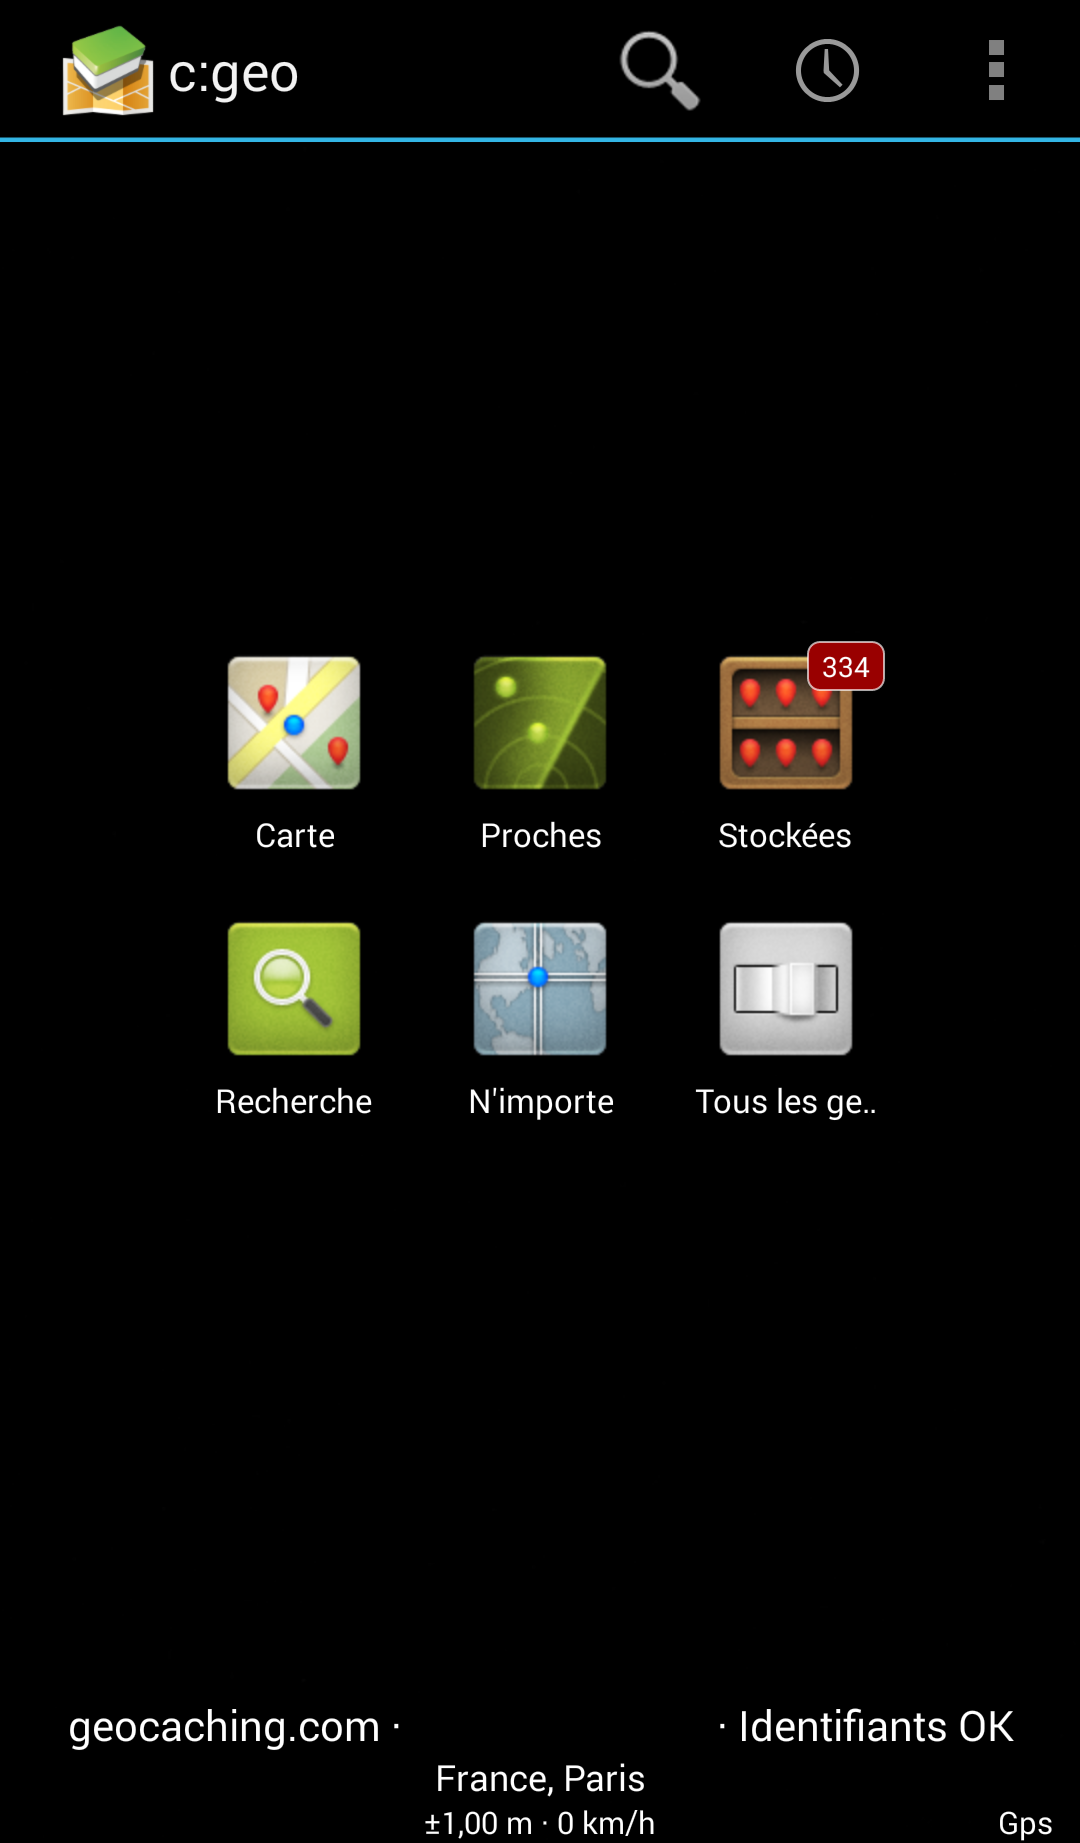 c:geo
334
Carte
Proches
Stockées
Recherche
N'importe
Tous les ge..
geocaching.com ·
· Identifiants OK
France, Paris
±1,00 m · 0 km/h
Gps